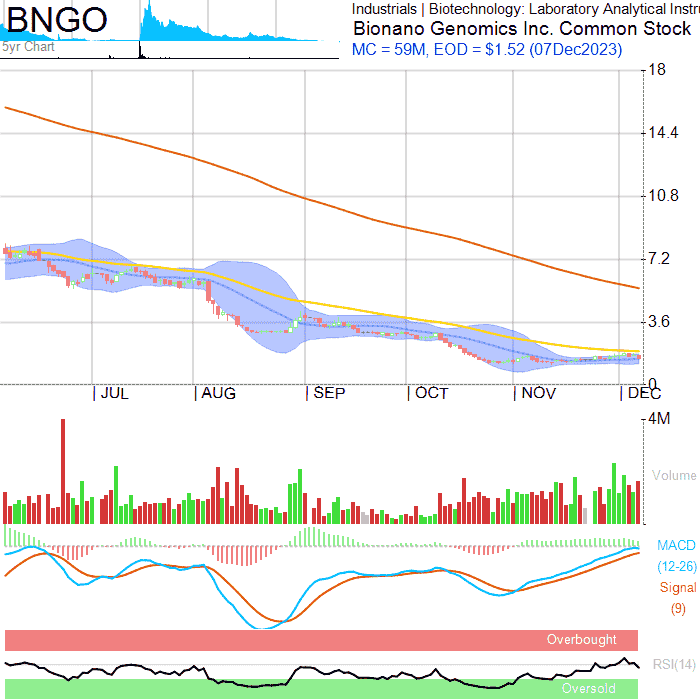 BNGO
Industrials | Biotechnology: Laboratory Analytical Instru
5yr Chart
Bionano Genomics Inc. Common Stock
MC = 59M, EOD = $1.52 (07Dec2023)
18
14.4
10.8
7.2
3.6
0
JUL AUG SEP OCT NOV DEC
4M
Volume
MACD
(12-26)
Signal
(9)
Overbought
RSI(14)
Oversold